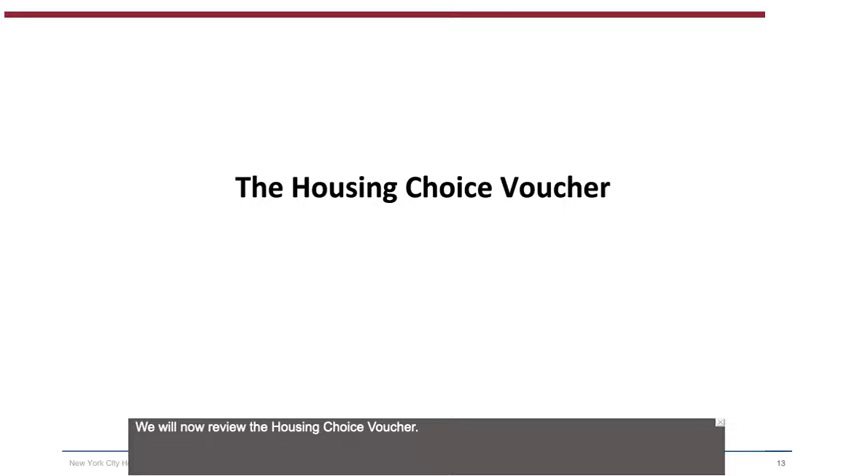 The Housing Choice Voucher
We will now review the Housing Choice Voucher.
New York City
13